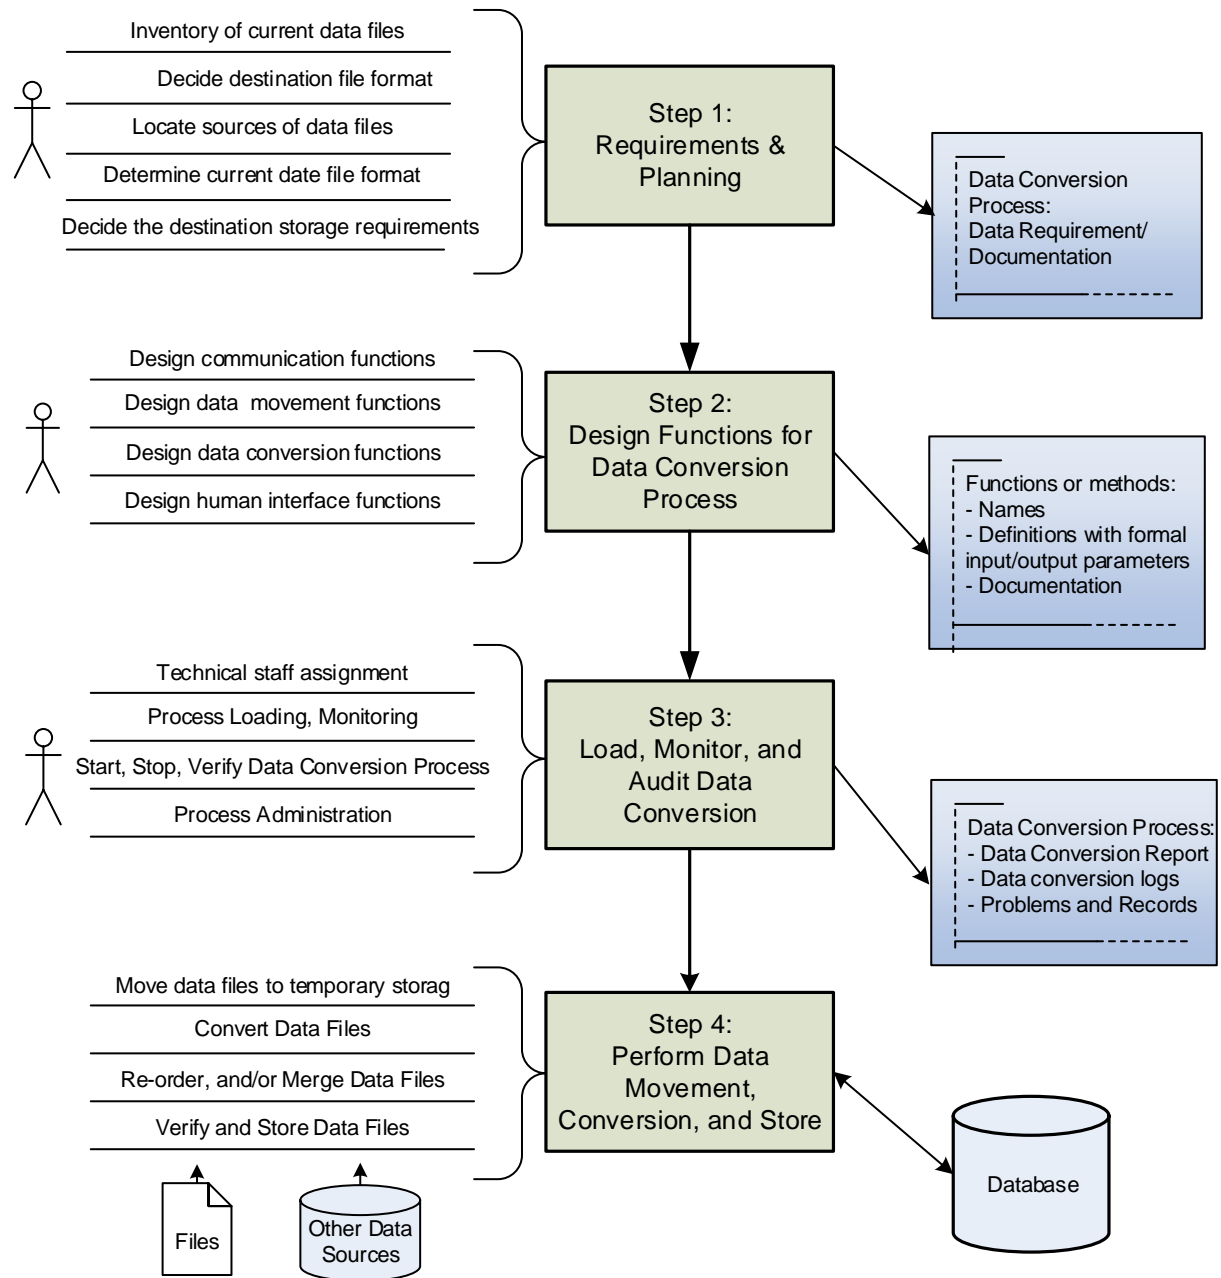 Inventory of current data files
Decide destination file format
Locate sources of data files
Determine current date file format
Decide the destination storage requirements
Step 1:
Requirements &
Planning
Data Conversion
Process:
Data Requirement/
Documentation
Design communication functions
Design data movement functions
Design data conversion functions
Design human interface functions
Step 2:
Design Functions for
Data Conversion
Process
Functions or methods:
- Names
- Definitions with formal
input/output parameters
- Documentation
Technical staff assignment
Process Loading, Monitoring
Start, Stop, Verify Data Conversion Process
Process Administration
Step 3:
Load, Monitor, and
Audit Data
Conversion
Data Conversion Process:
- Data Conversion Report
- Data conversion logs
- Problems and Records
Move data files to temporary storag
Convert Data Files
Re-order, and/or Merge Data Files
Verify and Store Data Files
Step 4:
Perform Data
Movement,
Conversion, and Store
Files
Other Data
Sources
Database